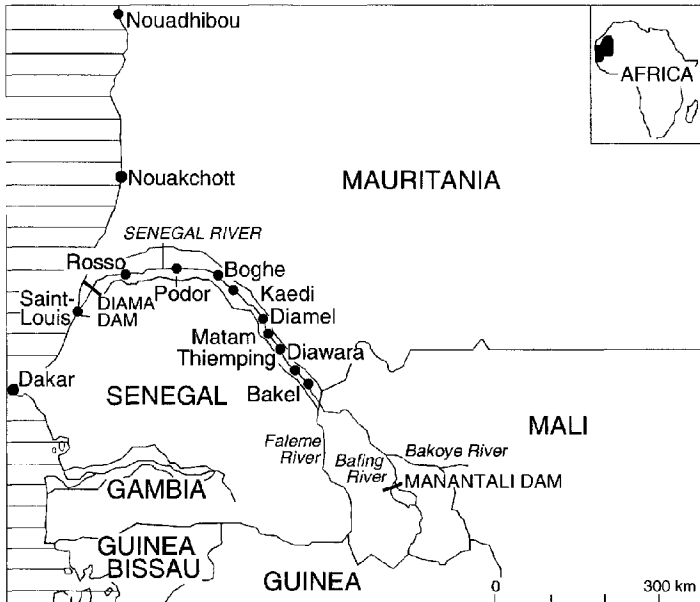 Nouadhibou
AFRICA
Nouakchott
MAURITANIA
SENEGAL RIVER
Rosso
Boghe
Podor
Kaedi
Saint-
Louis
DIAMA
DAM
Diamel
Matam
Thiemping
Diawara
Dakar
Bakel
SENEGAL
MALI
Faleme
River
Bafing
River
Bakoye River
MANANTALI DAM
GAMBIA
GUINEA
BISSAU
GUINEA
0 300 km